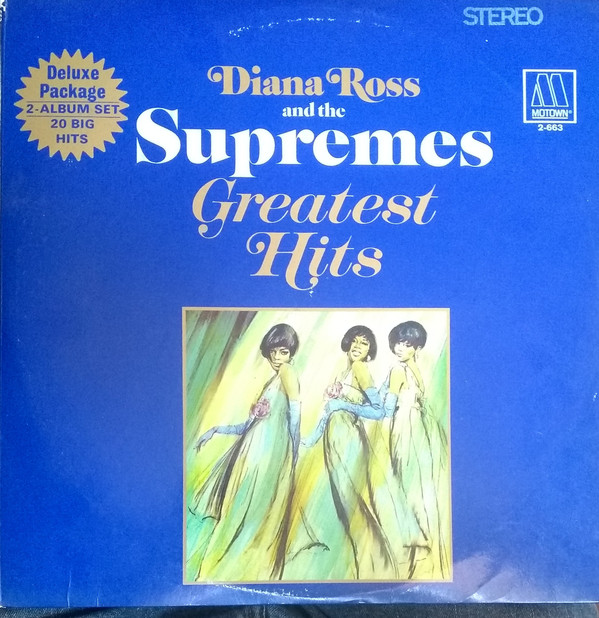 STEREO
Deluxe
Package
2-ALBUM SET
20 BIG
HITS
Diana Ross
and the
Supremes
Greatest
Hits
M
MOTOWN®
2-663